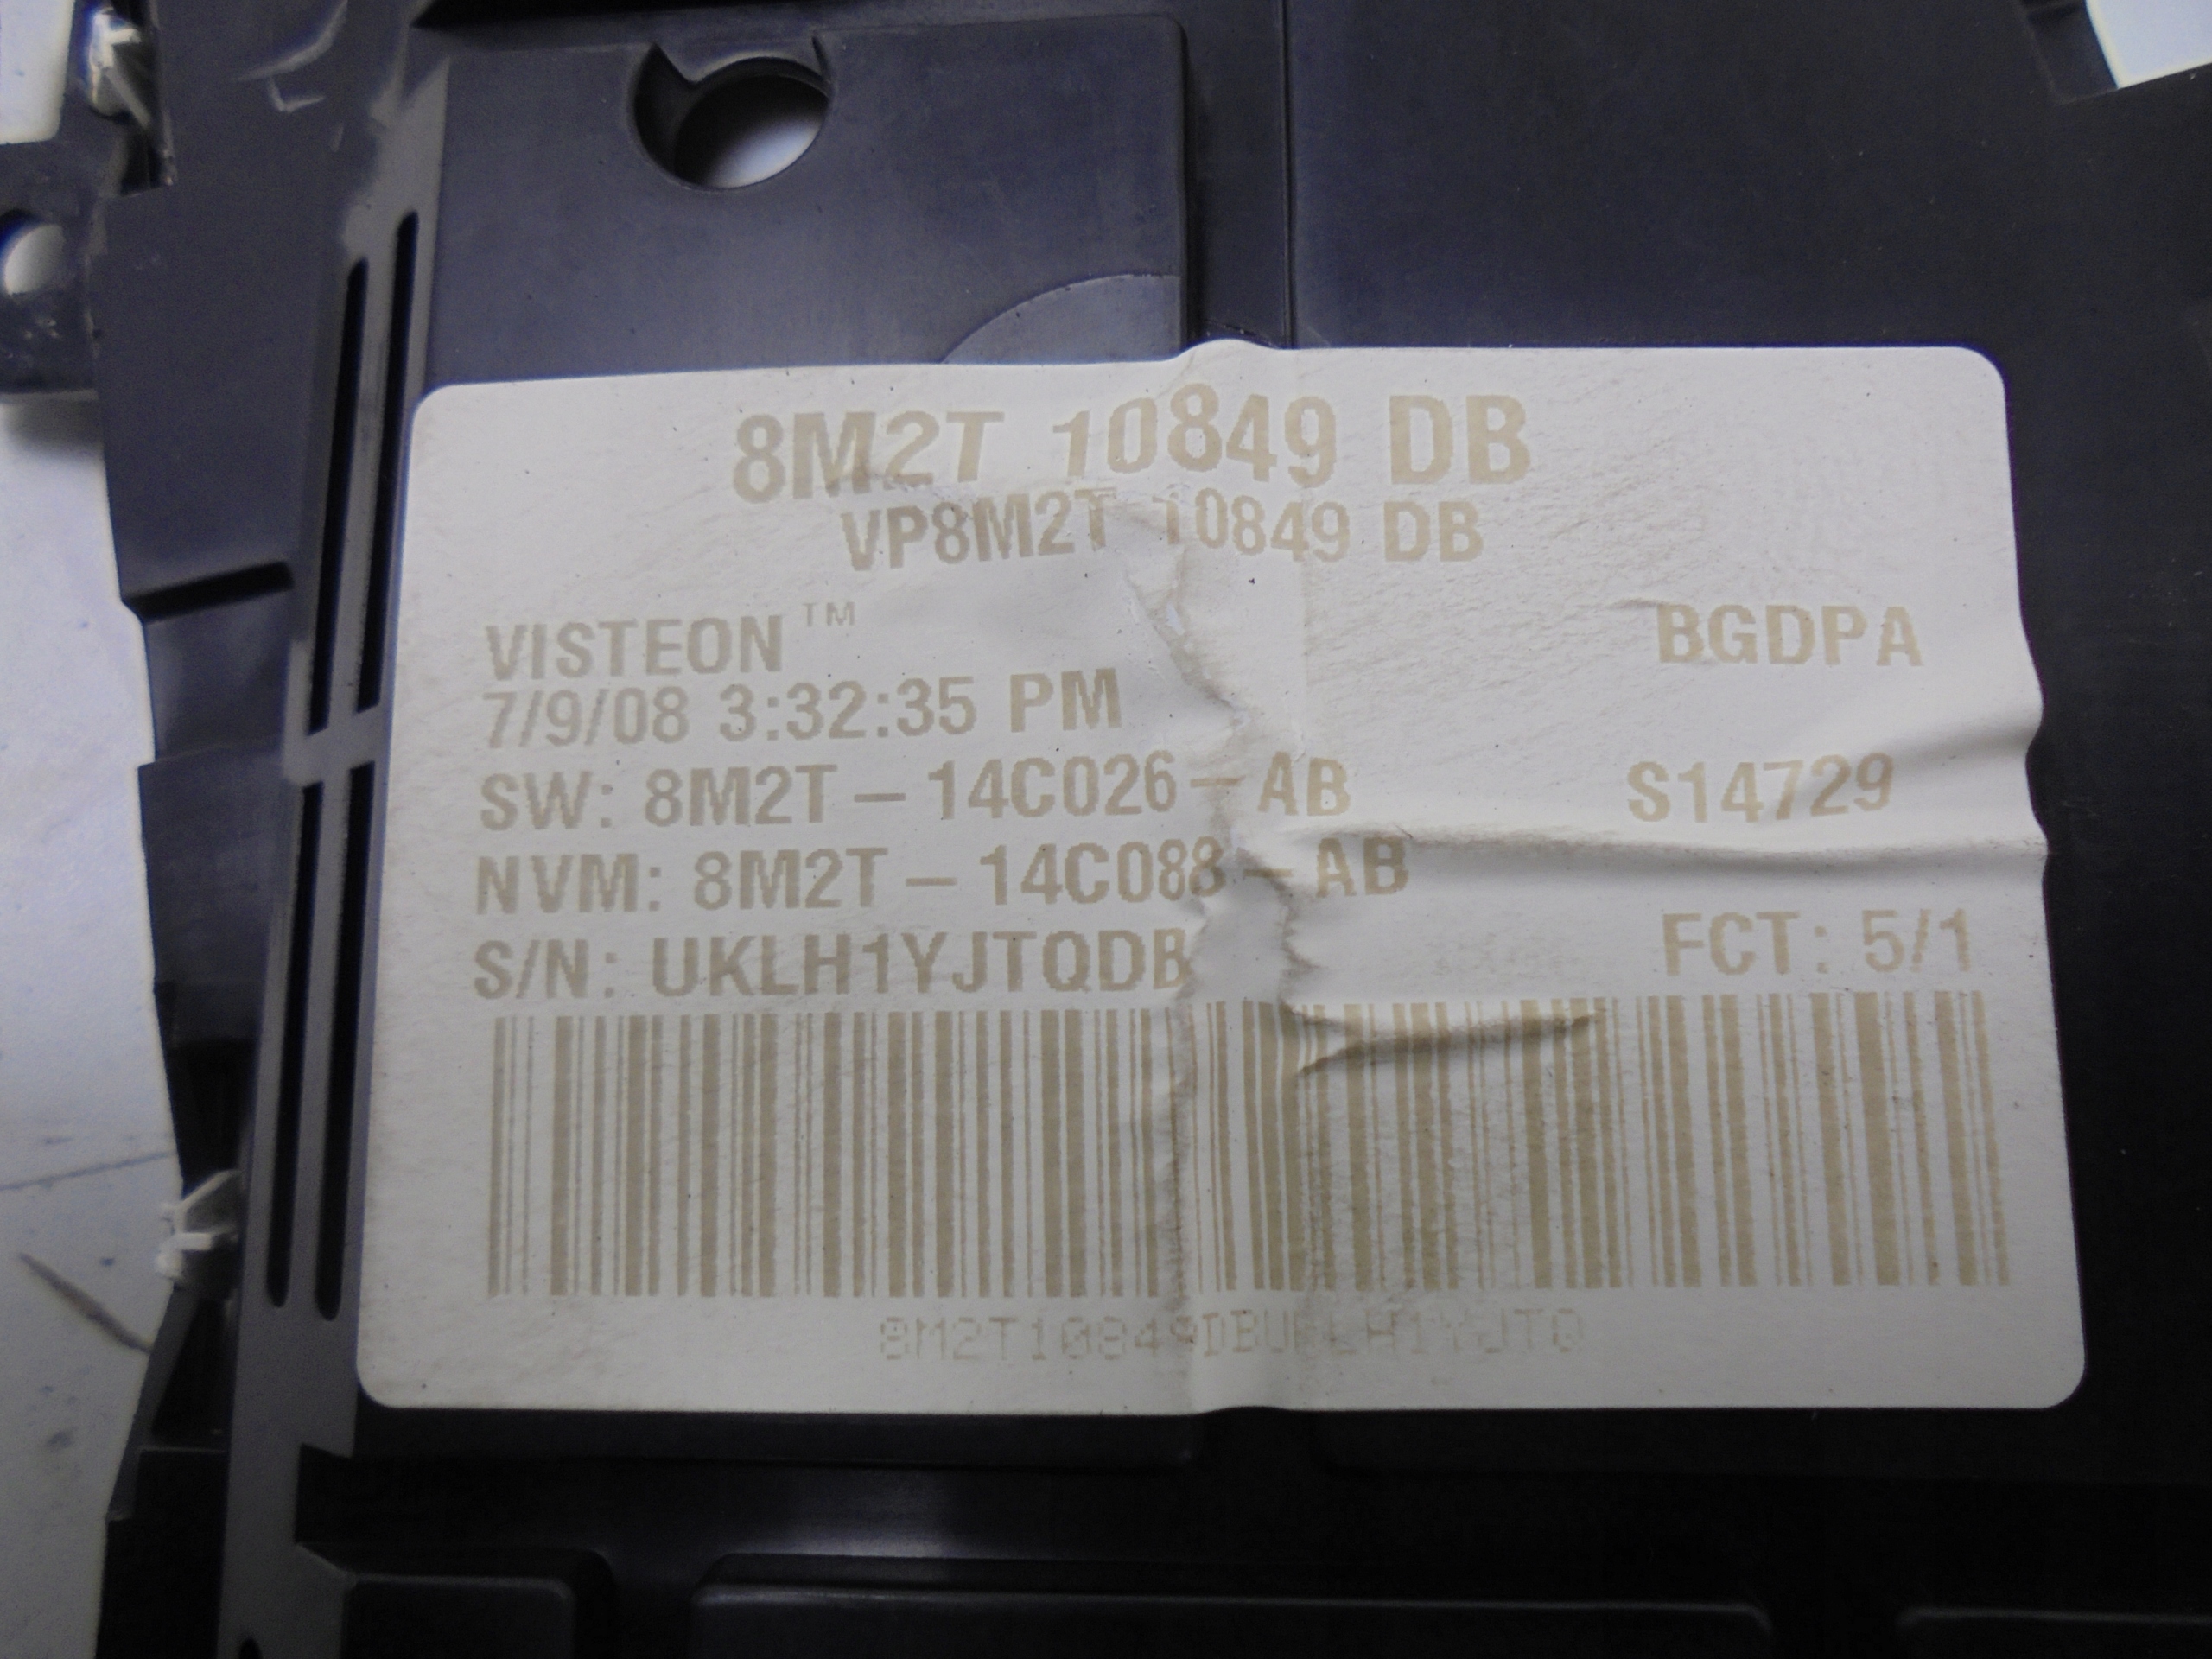 8M2T 10849 DB
VP8M2T 10849 DB
VISTEON™
BGDPA
7/9/08 3:32:35 PM
SW: 8M2T – 14C026 – AB
S14729
NVM: 8M2T – 14C088 – AB
S/N: UKLH1YJTQDB
FCT: 5/1
8M2T10849DBUKLH1YJTQ